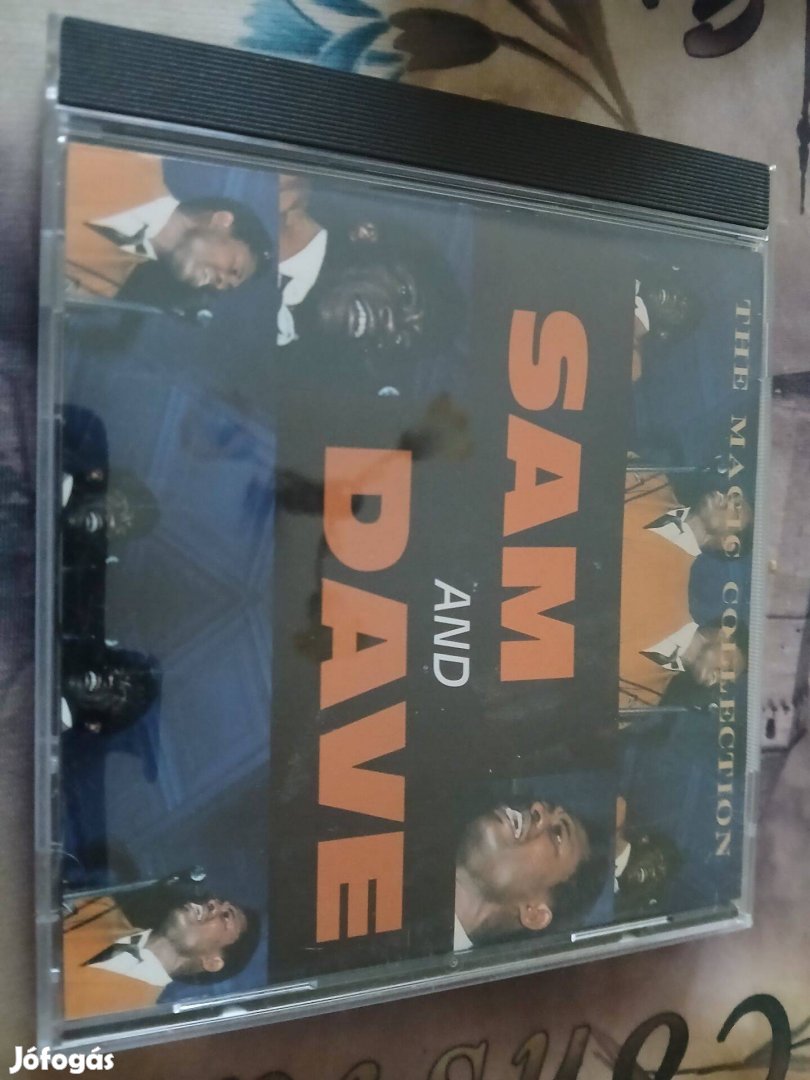 THE MAGIC COLLECTION
SAM
AND
DAVE
Jófogás